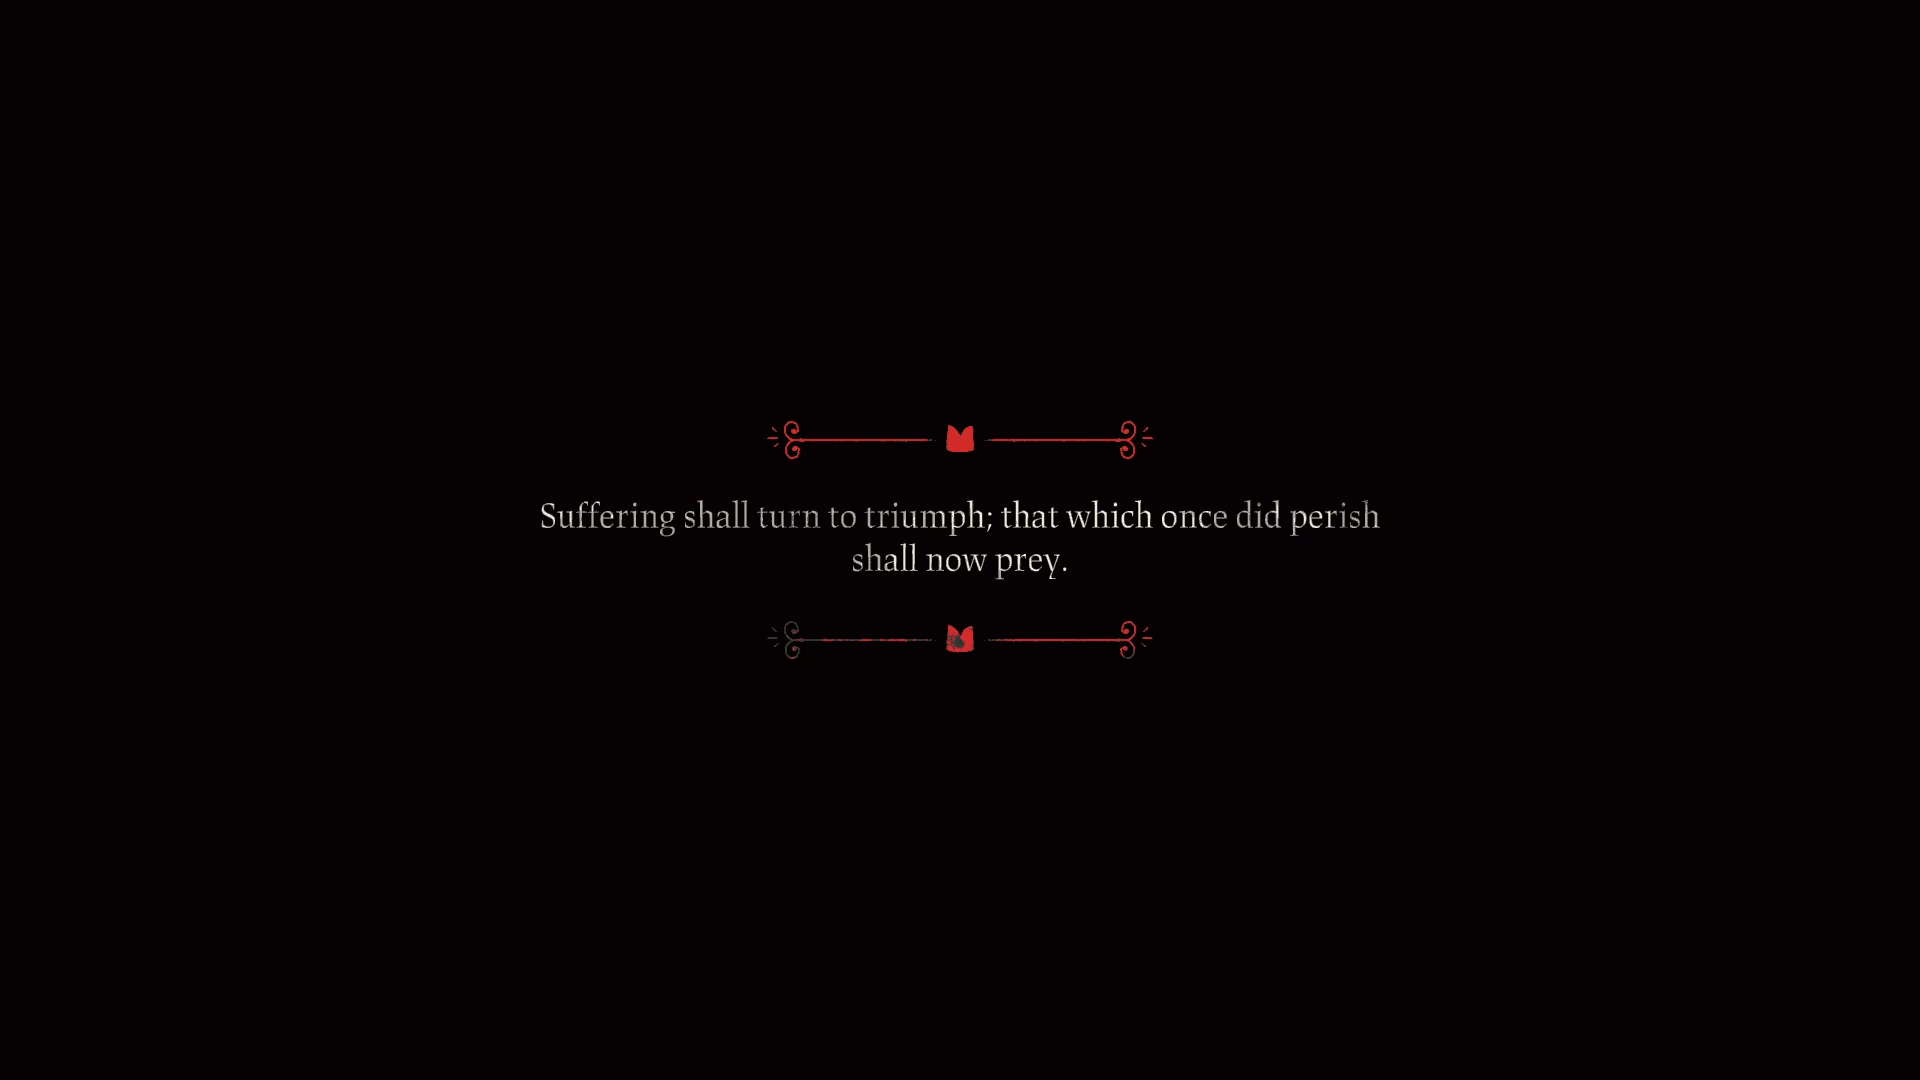 Suffering shall turn to triumph; that which once did perish
shall now prey.